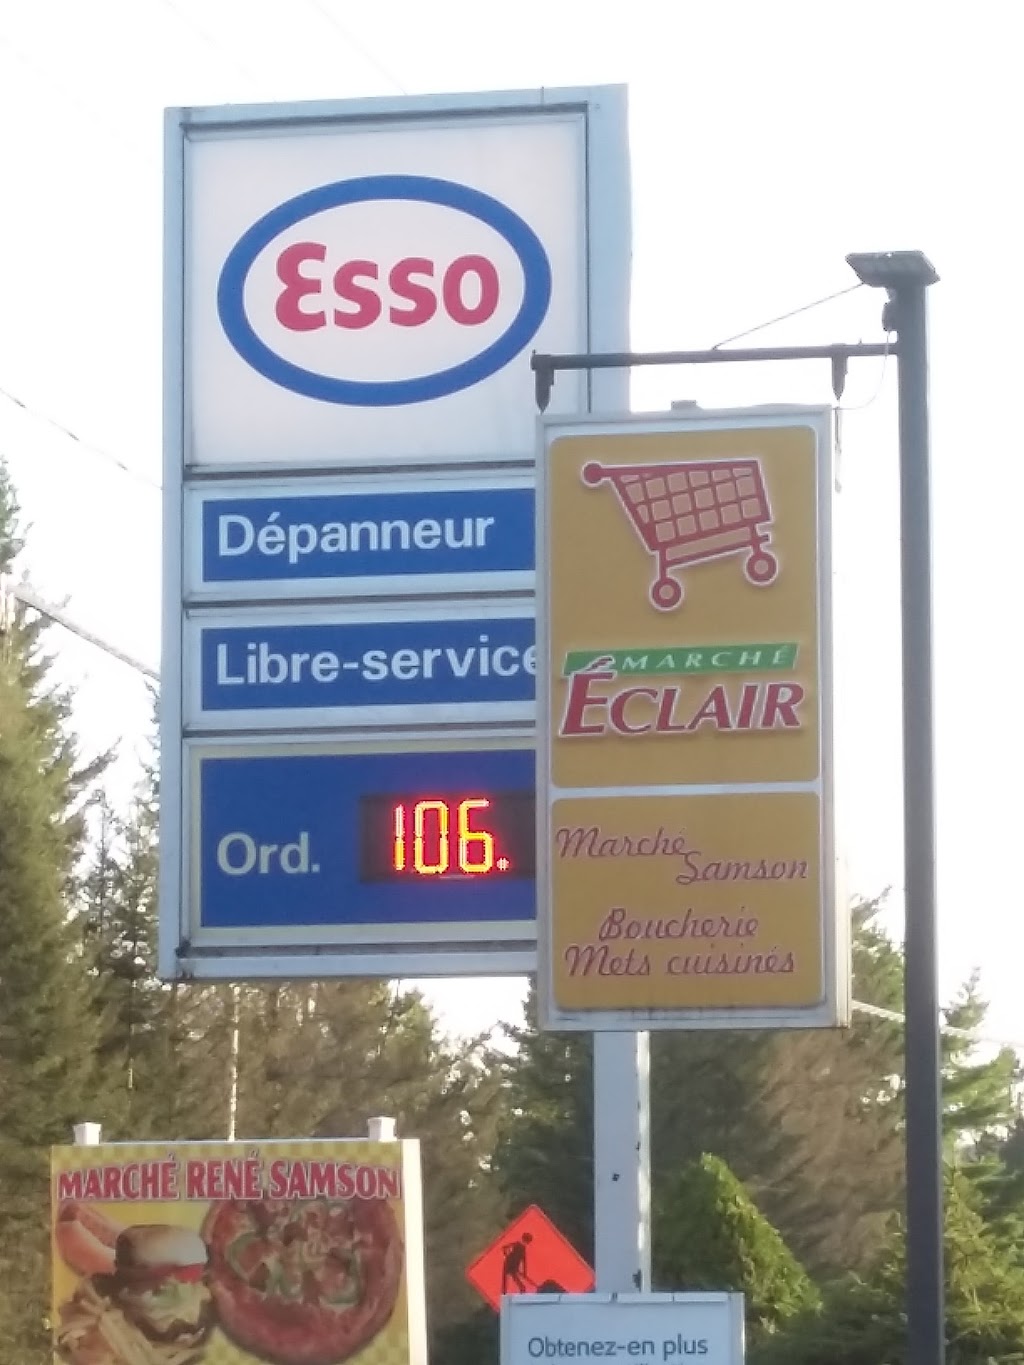 Esso
Dépanneur
Libre-service
Ord. 106.
MARCHÉ
ÉCLAIR
Marché
Samson
Boucherie
Mets cuisinés
MARCHÉ RENÉ SAMSON
Obtenez-en plus